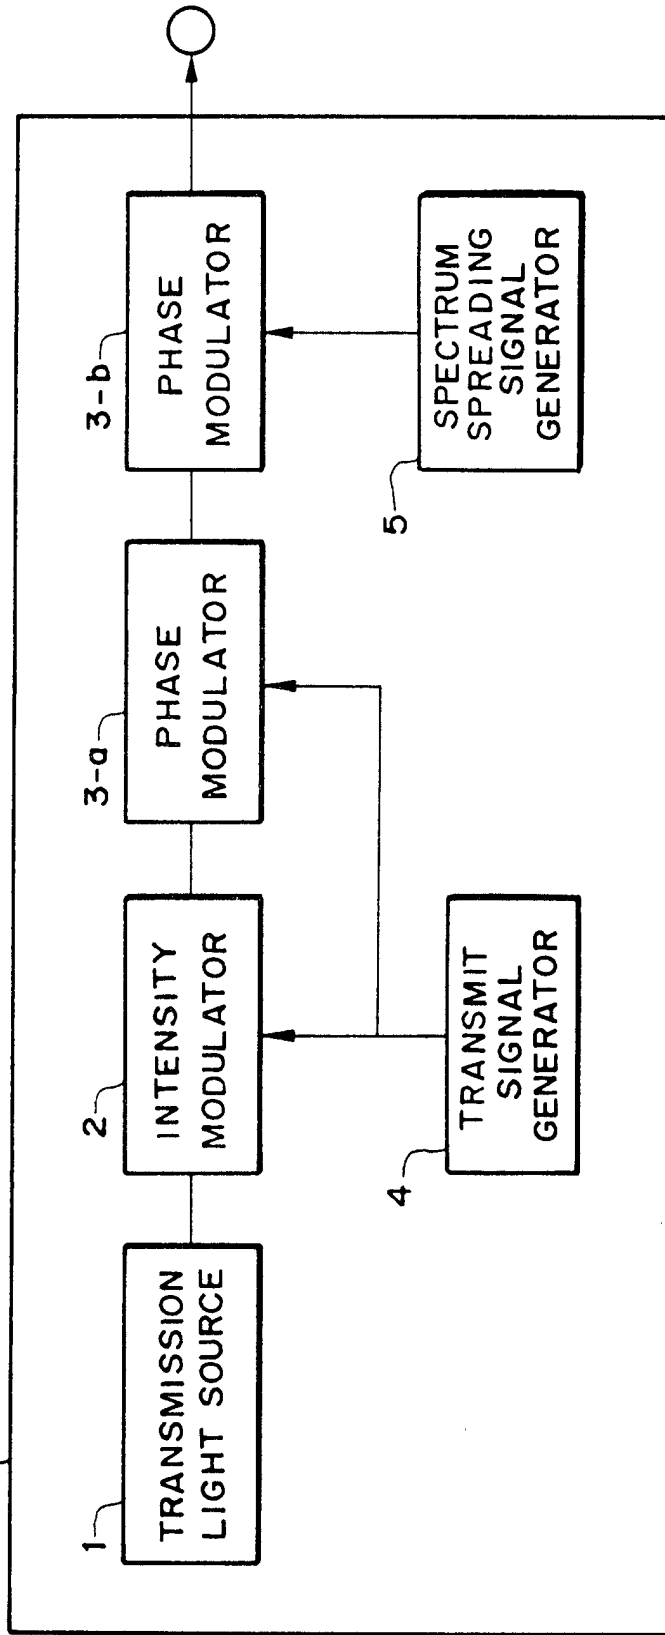 1
TRANSMISSION
LIGHT SOURCE
2
INTENSITY
MODULATOR
3-a
PHASE
MODULATOR
3-b
PHASE
MODULATOR
4
TRANSMIT
SIGNAL
GENERATOR
5
SPECTRUM
SPREADING
SIGNAL
GENERATOR